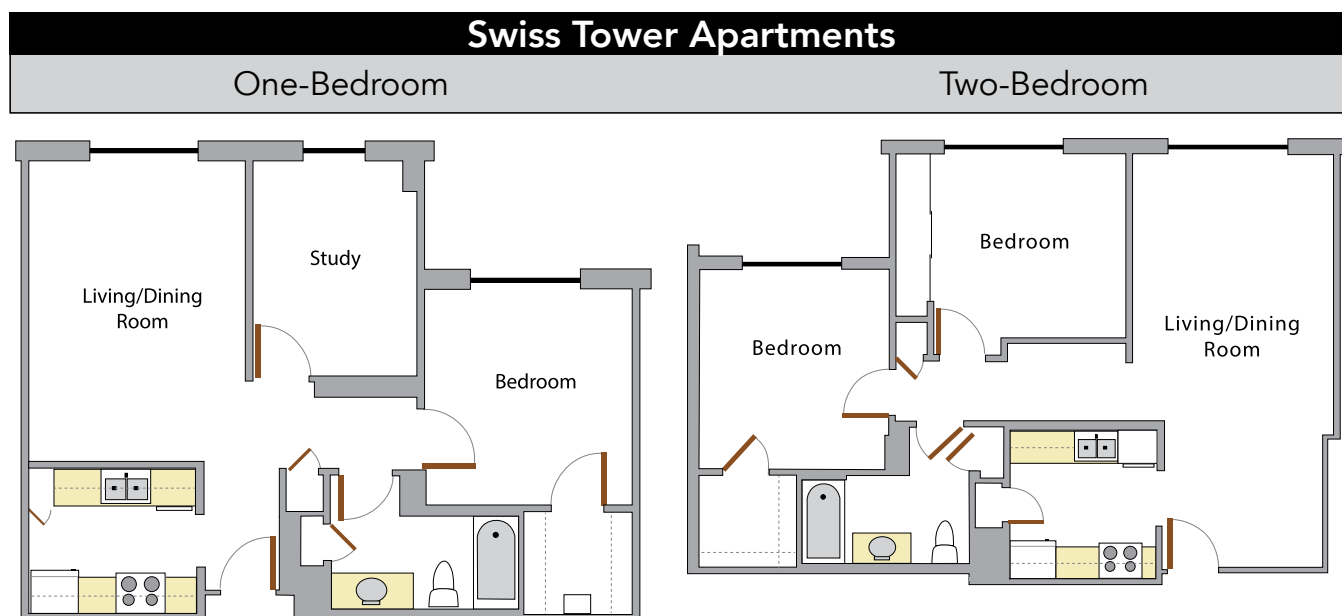 Swiss Tower Apartments
One-Bedroom
Two-Bedroom
Living/Dining
Room
Study
Bedroom
Bedroom
Bedroom
Living/Dining
Room